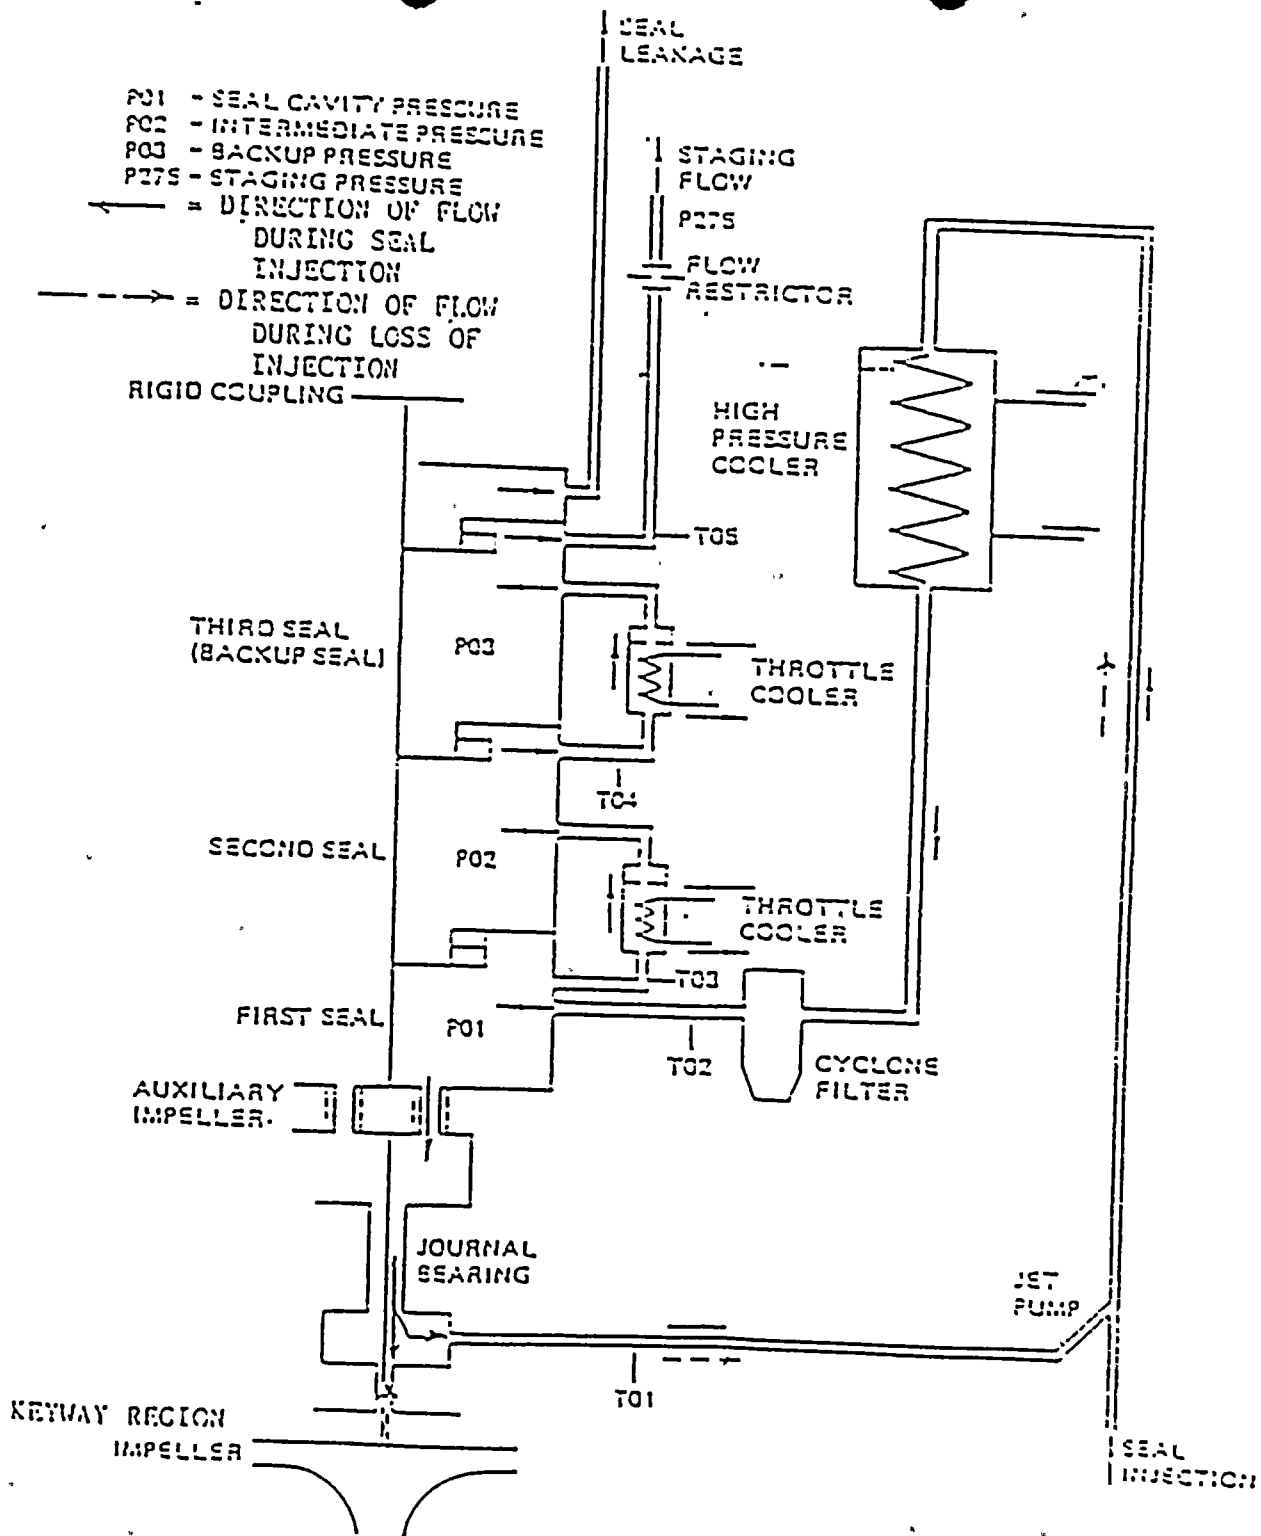 SEAL
LEAKAGE
P01 - SEAL CAVITY PRESSURE
P02 - INTERMEDIATE PRESSURE
P03 - BACKUP PRESSURE
P27S - STAGING PRESSURE
= DIRECTION OF FLOW
DURING SEAL
INJECTION
= DIRECTION OF FLOW
DURING LOSS OF
INJECTION
STAGING
FLOW
P27S
FLOW
RESTRICTOR
RIGID COUPLING
HIGH
PRESSURE
COOLER
T05
THIRD SEAL
(BACKUP SEAL)
P03
THROTTLE
COOLER
T04
SECOND SEAL
P02
THROTTLE
COOLER
T03
FIRST SEAL
P01
T02
CYCLONE
FILTER
AUXILIARY
IMPELLER.
JOURNAL
BEARING
JET
PUMP
T01
KEYWAY REGION
IMPELLER
SEAL
INJECTION